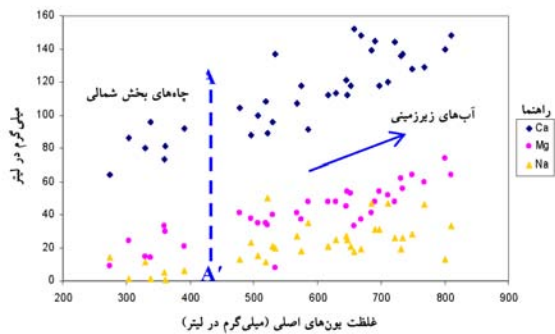 160
140
120
100
80
60
40
20
0
میلی‌گرم در لیتر
چاه‌های بخش شمالی
A
A'
آب‌های زیرزمینی
راهنما
Ca
Mg
Na
200 300 400 500 600 700 800 900
غلظت یون‌های اصلی (میلی‌گرم در لیتر)